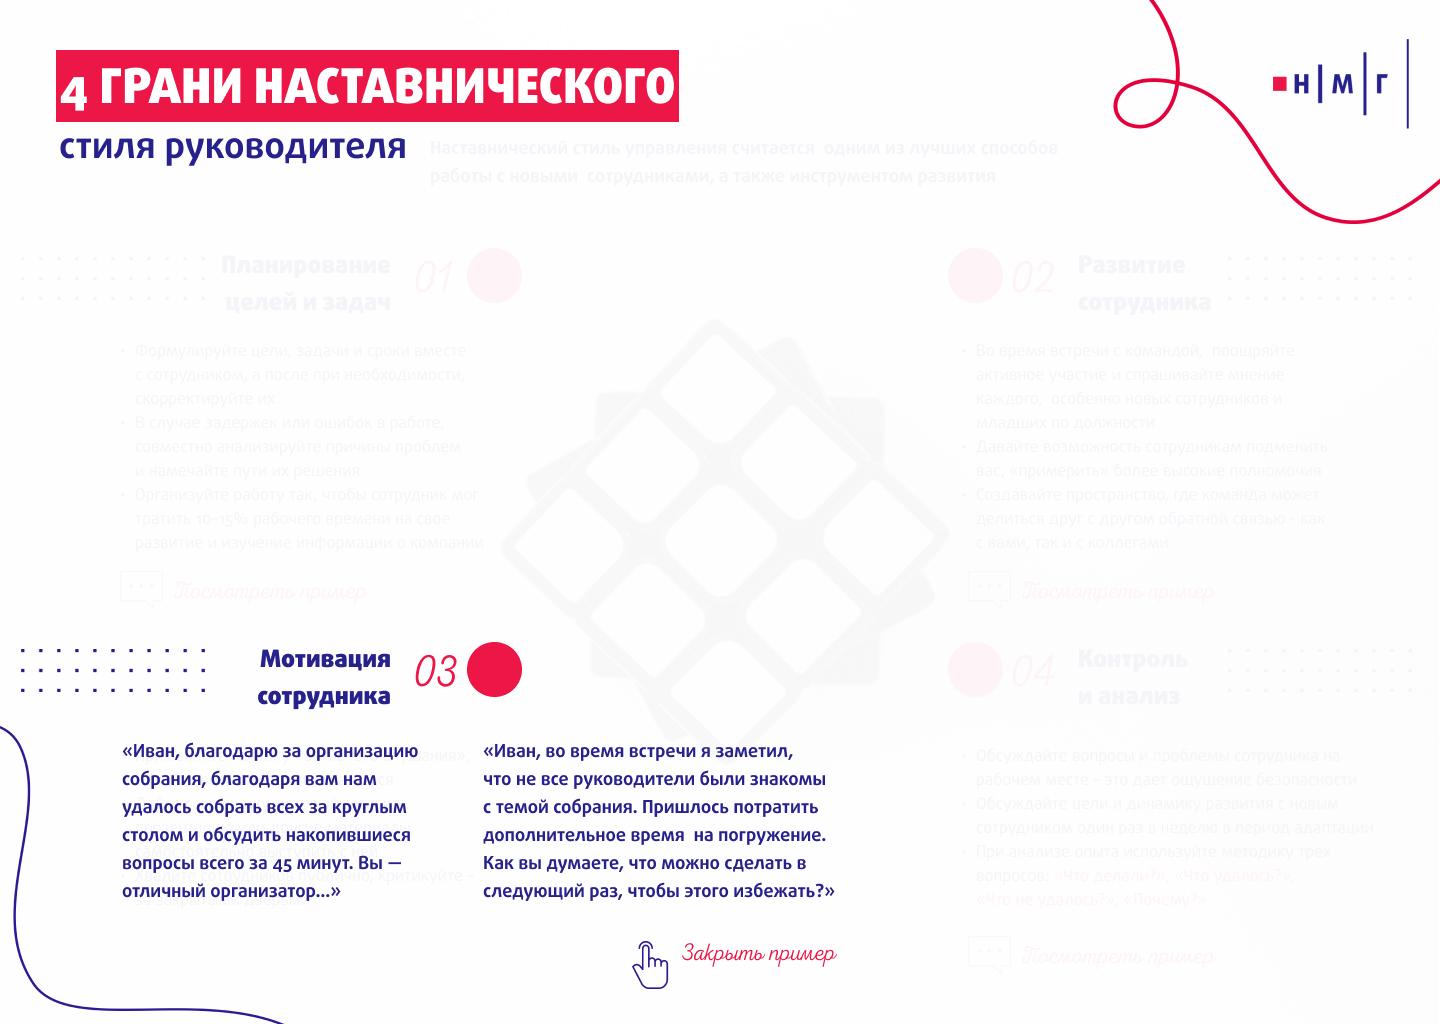 4 ГРАНИ НАСТАВНИЧЕСКОГО
стиля руководителя
Наставнический стиль управления считается одним из лучших способов
работы с новыми сотрудниками, а также инструментом развития
Н М Г
Планирование
целей и задач
01
Формулируйте цели, задачи и сроки вместе
с сотрудником, а после при необходимости,
скорректируйте их
В случае задержек или ошибок в работе,
совместно анализируйте причины проблем
и намечайте пути их решения
Организуйте работу так, чтобы сотрудник мог
тратить 10-15% рабочего времени на свое
развитие и изучение информации о компании
Посмотреть пример
02
Развитие
сотрудника
Во время встречи с командой, поощряйте
активное участие и спрашивайте мнение
каждого, особенно новых сотрудников и
младших по должности
Давайте возможность сотрудникам подменить
вас, «примерить» более высокие полномочия
Создавайте пространство, где команда может
делиться друг с другом обратной связью - как
с вами, так и с коллегами
Посмотреть пример
Мотивация
сотрудника
03
«Иван, благодарю за организацию
собрания, благодаря вам нам
удалось собрать всех за круглым
столом и обсудить накопившиеся
вопросы всего за 45 минут. Вы —
отличный организатор...»
«Иван, во время встречи я заметил,
что не все руководители были знакомы
с темой собрания. Пришлось потратить
дополнительное время на погружение.
Как вы думаете, что можно сделать в
следующий раз, чтобы этого избежать?»
Закрыть пример
04
Контроль
и анализ
Обсуждайте вопросы и проблемы сотрудника на
рабочем месте - это дает ощущение безопасности
Обсуждайте цели и динамику развития с новым
сотрудником один раз в неделю в период адаптации
При анализе опыта используйте методику трех
вопросов: «Что делали?», «Что удалось?»,
«Что не удалось?», «Почему?»
Посмотреть пример